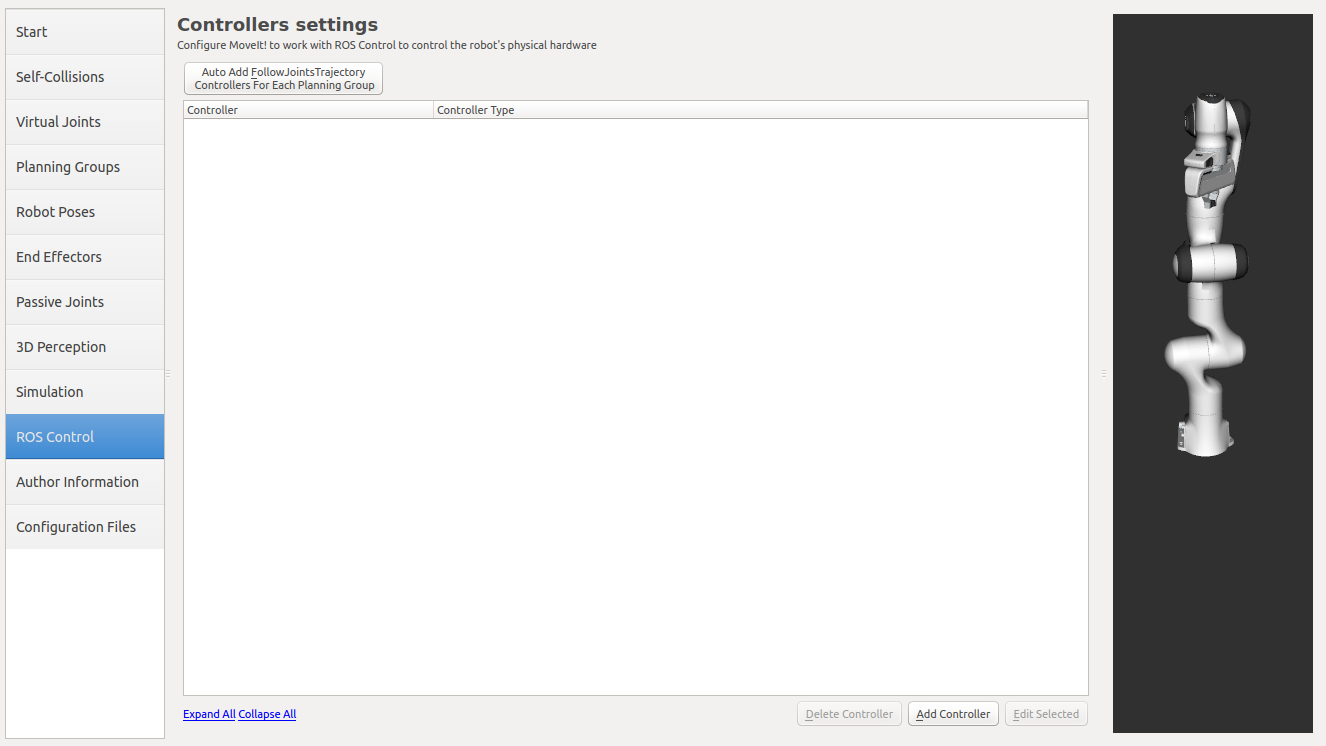 Start
Self-Collisions
Virtual Joints
Planning Groups
Robot Poses
End Effectors
Passive Joints
3D Perception
Simulation
ROS Control
Author Information
Configuration Files
Controllers settings
Configure MoveIt! to work with ROS Control to control the robot's physical hardware
Auto Add FollowJointsTrajectory
Controllers For Each Planning Group
Controller Controller Type
Expand All Collapse All Delete Controller Add Controller Edit Selected